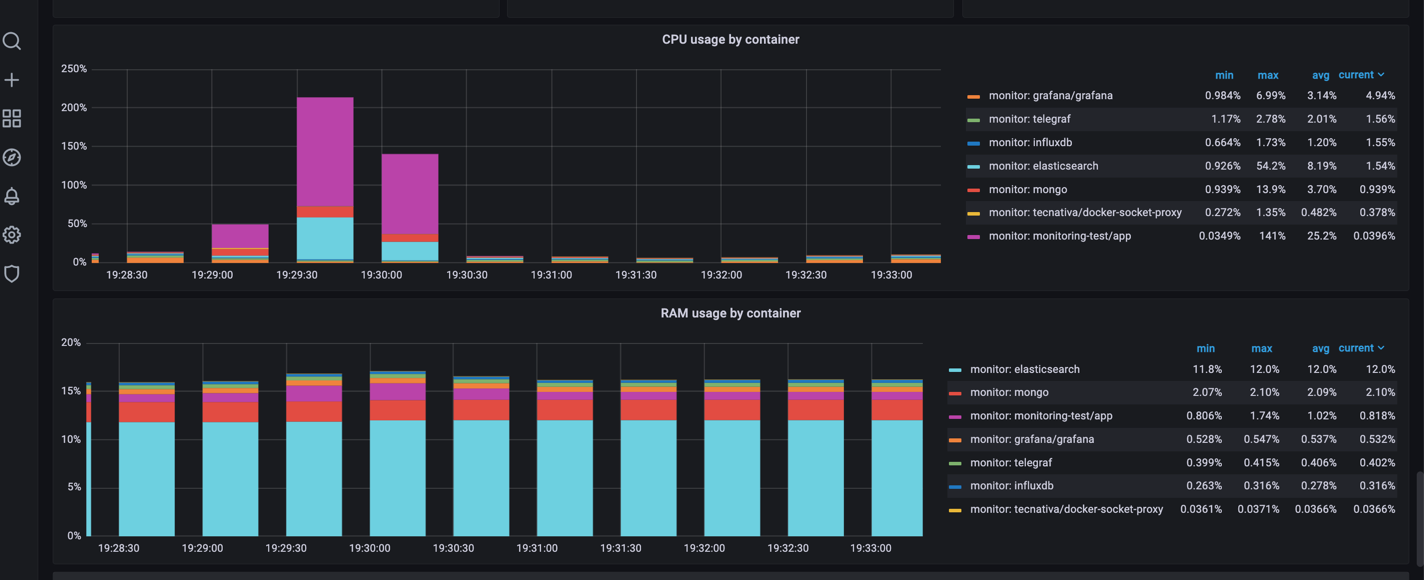 CPU usage by container
250%
200%
150%
100%
50%
0%
19:28:30 19:29:00 19:29:30 19:30:00 19:30:30 19:31:00 19:31:30 19:32:00 19:32:30 19:33:00
min max avg current
monitor: grafana/grafana 0.984% 6.99% 3.14% 4.94%
monitor: telegraf 1.17% 2.78% 2.01% 1.56%
monitor: influxdb 0.664% 1.73% 1.20% 1.55%
monitor: elasticsearch 0.926% 54.2% 8.19% 1.54%
monitor: mongo 0.939% 13.9% 3.70% 0.939%
monitor: tecnativa/docker-socket-proxy 0.272% 1.35% 0.482% 0.378%
monitor: monitoring-test/app 0.0349% 141% 25.2% 0.0396%
RAM usage by container
20%
15%
10%
5%
0%
19:28:30 19:29:00 19:29:30 19:30:00 19:30:30 19:31:00 19:31:30 19:32:00 19:32:30 19:33:00
min max avg current
monitor: elasticsearch 11.8% 12.0% 12.0% 12.0%
monitor: mongo 2.07% 2.10% 2.09% 2.10%
monitor: monitoring-test/app 0.806% 1.74% 1.02% 0.818%
monitor: grafana/grafana 0.528% 0.547% 0.537% 0.532%
monitor: telegraf 0.399% 0.415% 0.406% 0.402%
monitor: influxdb 0.263% 0.316% 0.278% 0.316%
monitor: tecnativa/docker-socket-proxy 0.0361% 0.0371% 0.0366% 0.0366%